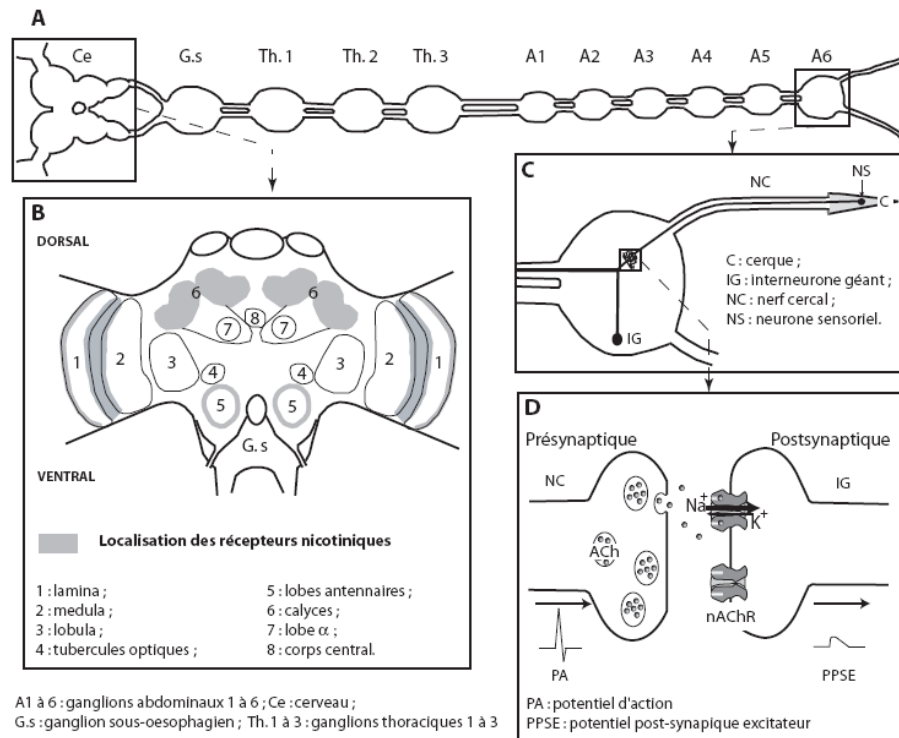 A
Ce G.s Th. 1 Th. 2 Th. 3 A1 A2 A3 A4 A5 A6
B
DORSAL
6 6
8
7 7
1 2 3 4 4 3 2 1
5 5
G. s
VENTRAL
Localisation des récepteurs nicotiniques
1 : lamina ;
2 : medula ;
3 : lobula ;
4 : tubercules optiques ;
5 : lobes antennaires ;
6 : calyces ;
7 : lobe α ;
8 : corps central.
C
NS
NC
C
IG
C : cerque ;
IG : interneurone géant ;
NC : nerf cercal ;
NS : neurone sensoriel.
D
Présynaptique Postsynaptique
NC IG
Na+
K+
ACh
nAChR
PA
PPSE
PA : potentiel d'action
PPSE : potentiel post-synapique excitateur
A1 à 6 : ganglions abdominaux 1 à 6 ; Ce : cerveau ;
G.s : ganglion sous-oesophagien ; Th. 1 à 3 : ganglions thoraciques 1 à 3